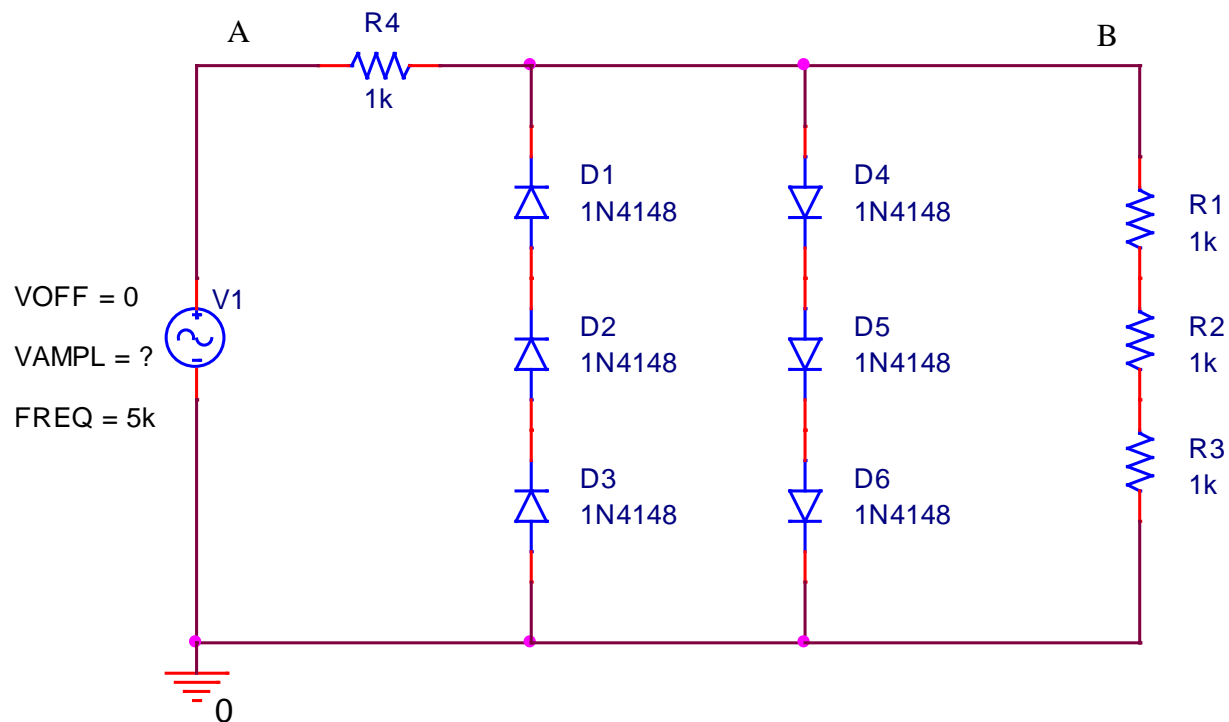 A
R4
1k
B
D1
1N4148
D4
1N4148
R1
1k
VOFF = 0
V1
VAMPL = ?
FREQ = 5k
D2
1N4148
D5
1N4148
R2
1k
D3
1N4148
D6
1N4148
R3
1k
0